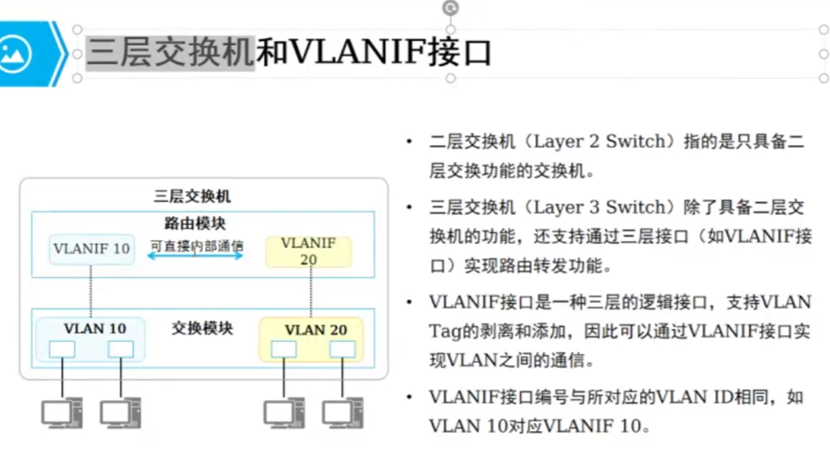 三层交换机和VLANIF接口
三层交换机
路由模块
VLANIF 10
可直接内部通信
VLANIF
20
VLAN 10
交换模块
VLAN 20
• 二层交换机（Layer 2 Switch）指的是只具备二
层交换功能的交换机。
• 三层交换机（Layer 3 Switch）除了具备二层交
换机的功能，还支持通过三层接口（如VLANIF接
口）实现路由转发功能。
• VLANIF接口是一种三层的逻辑接口，支持VLAN
Tag的剥离和添加，因此可以通过VLANIF接口实
现VLAN之间的通信。
• VLANIF接口编号与所对应的VLAN ID相同，如
VLAN 10对应VLANIF 10。